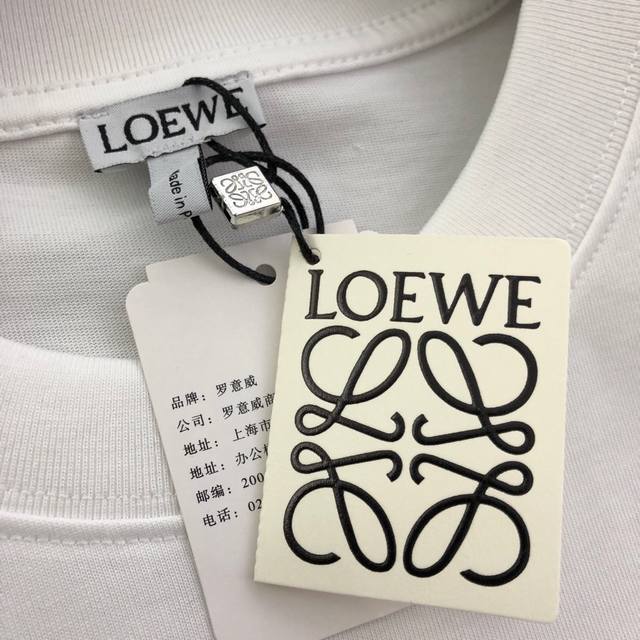 LOEWE
Made in P
LOEWE
品牌：罗意威
公司：罗意威商
地址：上海市
地址：办公
邮编：200
电话：02